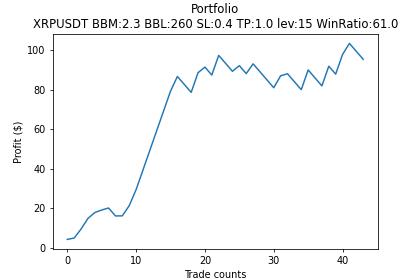 Portfolio
XRPUSDT BBM:2.3 BBL:260 SL:0.4 TP:1.0 lev:15 WinRatio:61.0
100
80
60
40
20
0
Profit ($)
0 10 20 30 40
Trade counts